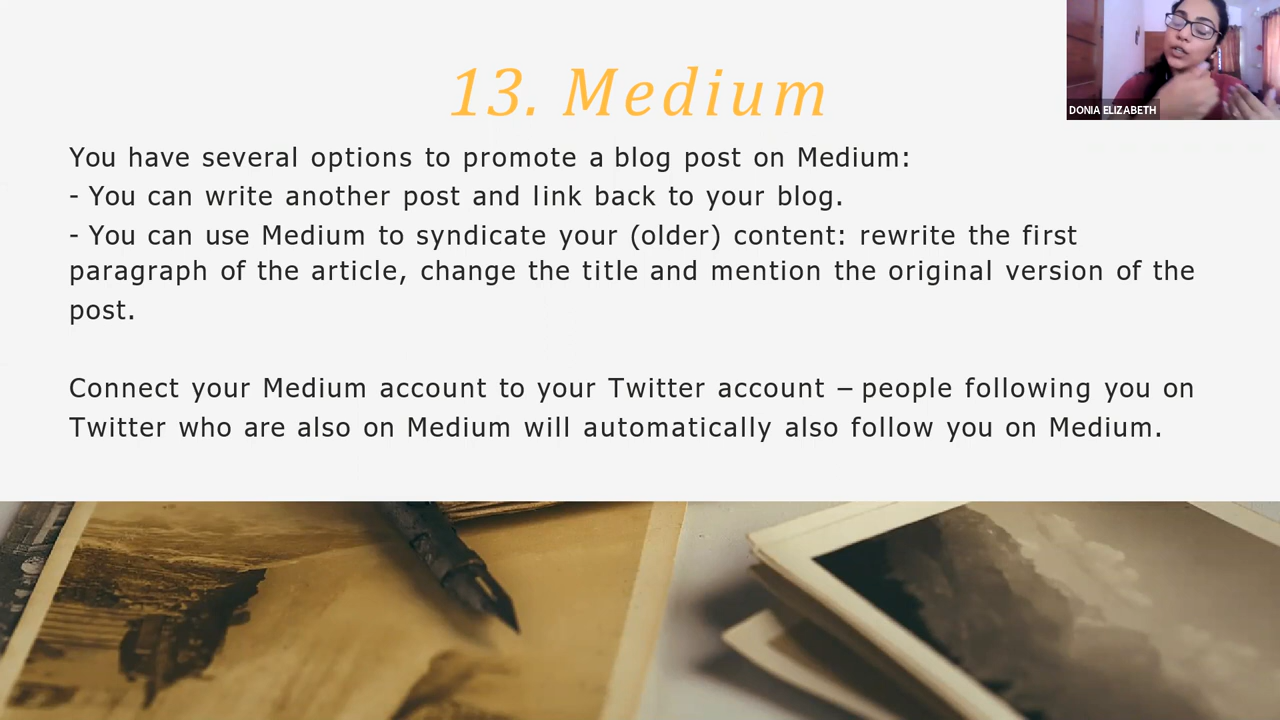 13. Medium
DONIA ELIZABETH
You have several options to promote a blog post on Medium:
- You can write another post and link back to your blog.
- You can use Medium to syndicate your (older) content: rewrite the first
paragraph of the article, change the title and mention the original version of the
post.
Connect your Medium account to your Twitter account – people following you on
Twitter who are also on Medium will automatically also follow you on Medium.